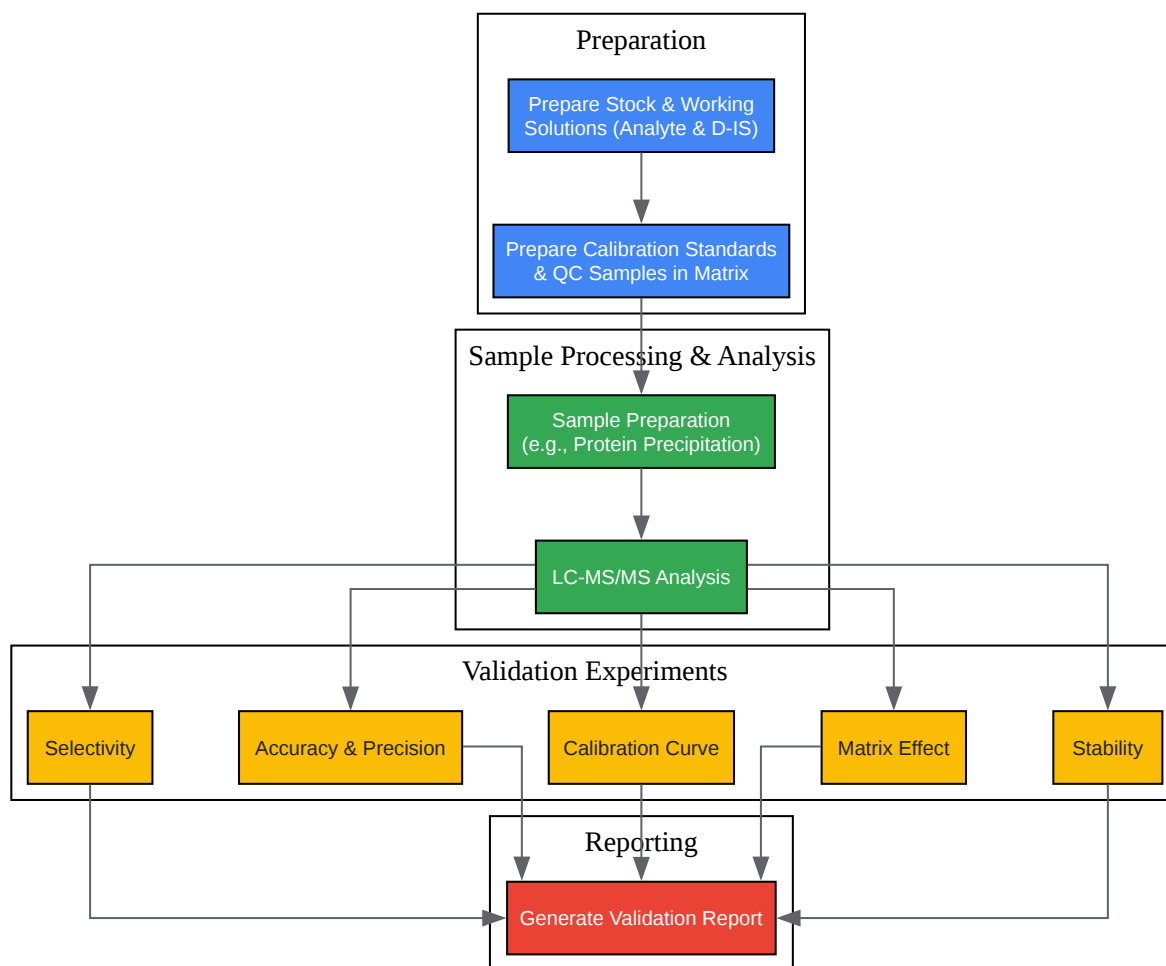 Preparation
Prepare Stock & Working
Solutions (Analyte & D-IS)
Prepare Calibration Standards
& QC Samples in Matrix
Sample Processing & Analysis
Sample Preparation
(e.g., Protein Precipitation)
LC-MS/MS Analysis
Validation Experiments
Selectivity
Accuracy & Precision
Calibration Curve
Matrix Effect
Stability
Reporting
Generate Validation Report